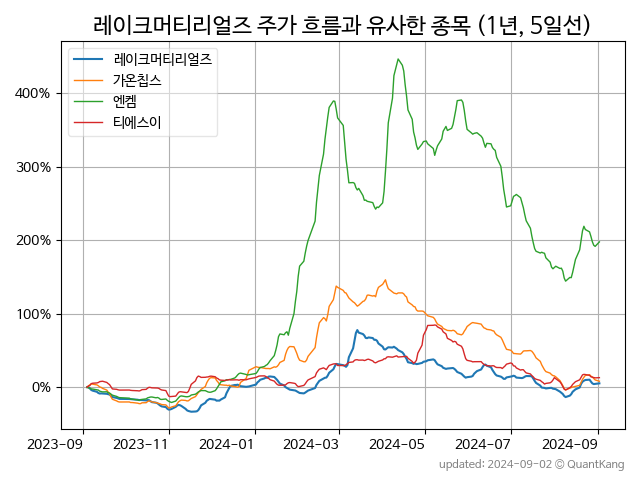 레이크머티리얼즈 주가 흐름과 유사한 종목 (1년, 5일선)
레이크머티리얼즈
가온칩스
엔켐
티에스이
400%
300%
200%
100%
0%
2023-09 2023-11 2024-01 2024-03 2024-05 2024-07 2024-09
updated: 2024-09-02 © QuantKang